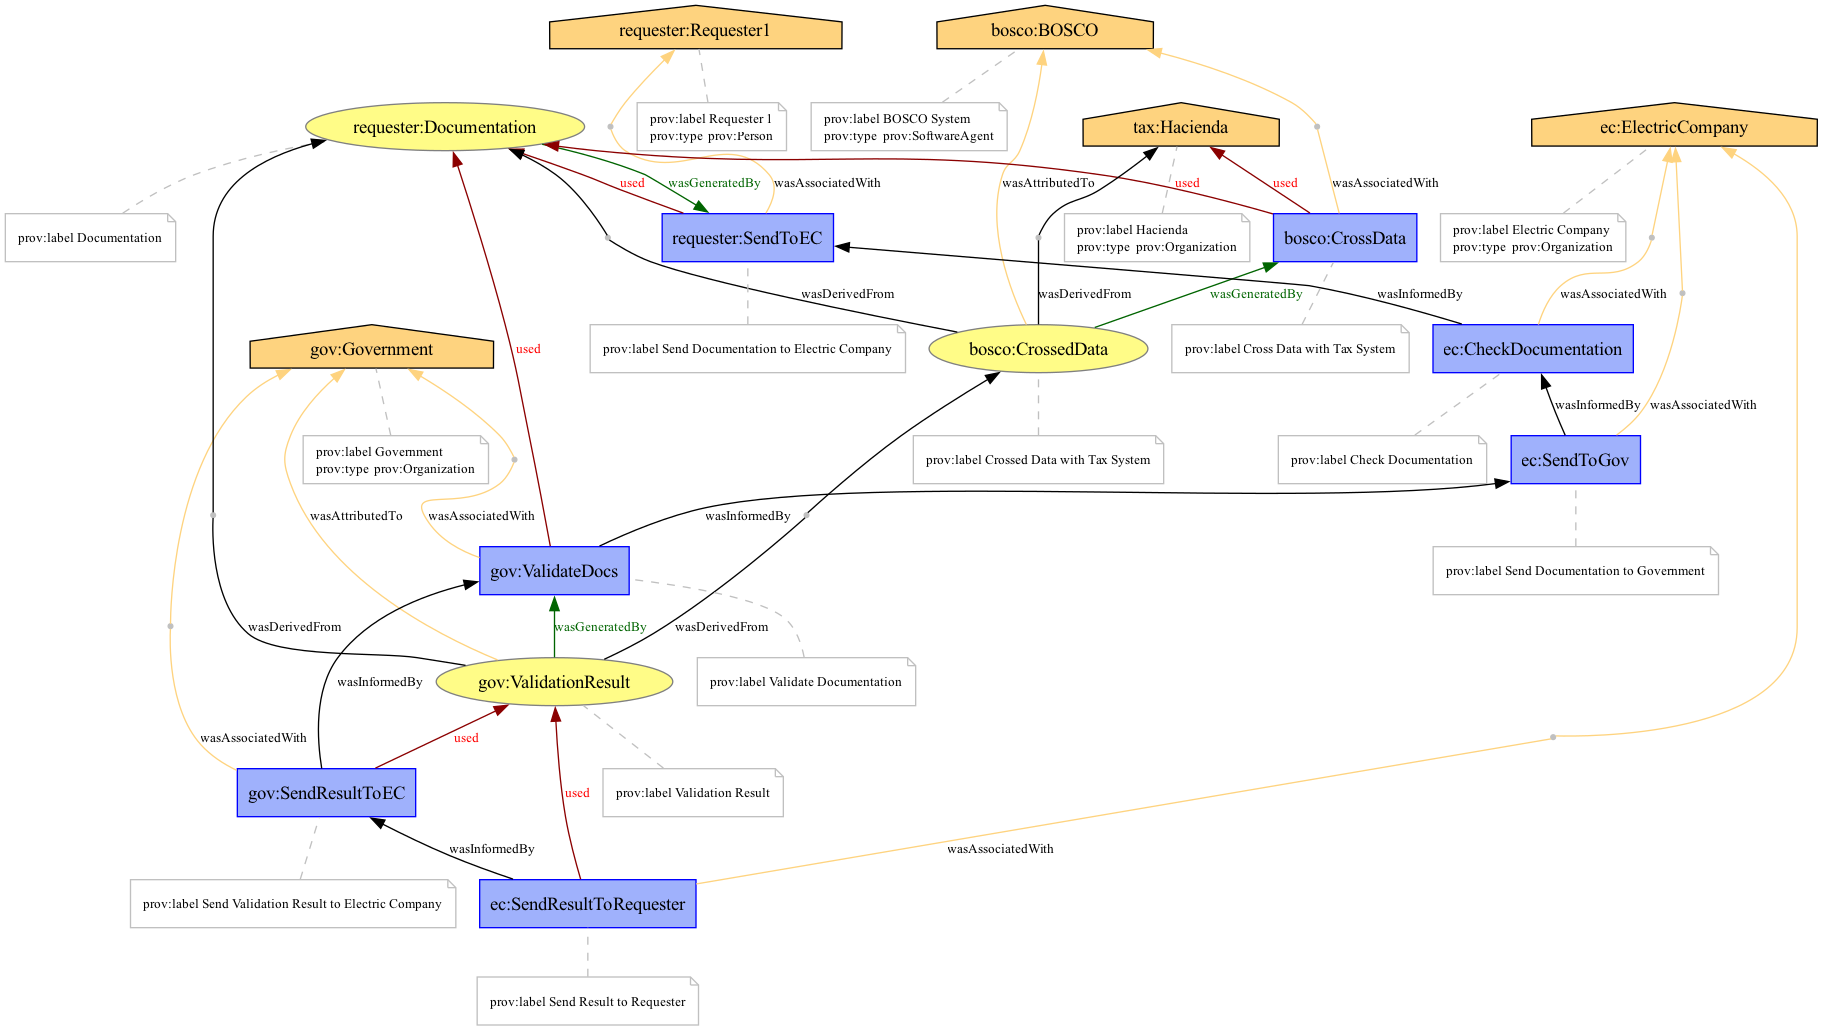 requester:Requester1
bosco:BOSCO
prov:label Requester 1
prov:type prov:Person
prov:label BOSCO System
prov:type prov:SoftwareAgent
requester:Documentation
tax:Hacienda
ec:ElectricCompany
used
wasGeneratedBy
wasAssociatedWith
wasAttributedTo
used
used
wasAssociatedWith
prov:label Documentation
requester:SendToEC
prov:label Hacienda
prov:type prov:Organization
bosco:CrossData
prov:label Electric Company
prov:type prov:Organization
wasDerivedFrom
wasDerivedFrom
wasGeneratedBy
wasInformedBy
wasAssociatedWith
gov:Government
used
prov:label Send Documentation to Electric Company
bosco:CrossedData
prov:label Cross Data with Tax System
ec:CheckDocumentation
wasInformedBy
wasAssociatedWith
prov:label Government
prov:type prov:Organization
prov:label Crossed Data with Tax System
prov:label Check Documentation
ec:SendToGov
wasAttributedTo
wasAssociatedWith
wasInformedBy
gov:ValidateDocs
prov:label Send Documentation to Government
wasDerivedFrom
wasGeneratedBy
wasDerivedFrom
wasInformedBy
gov:ValidationResult
prov:label Validate Documentation
wasAssociatedWith
used
gov:SendResultToEC
used
prov:label Validation Result
wasInformedBy
wasAssociatedWith
prov:label Send Validation Result to Electric Company
ec:SendResultToRequester
prov:label Send Result to Requester